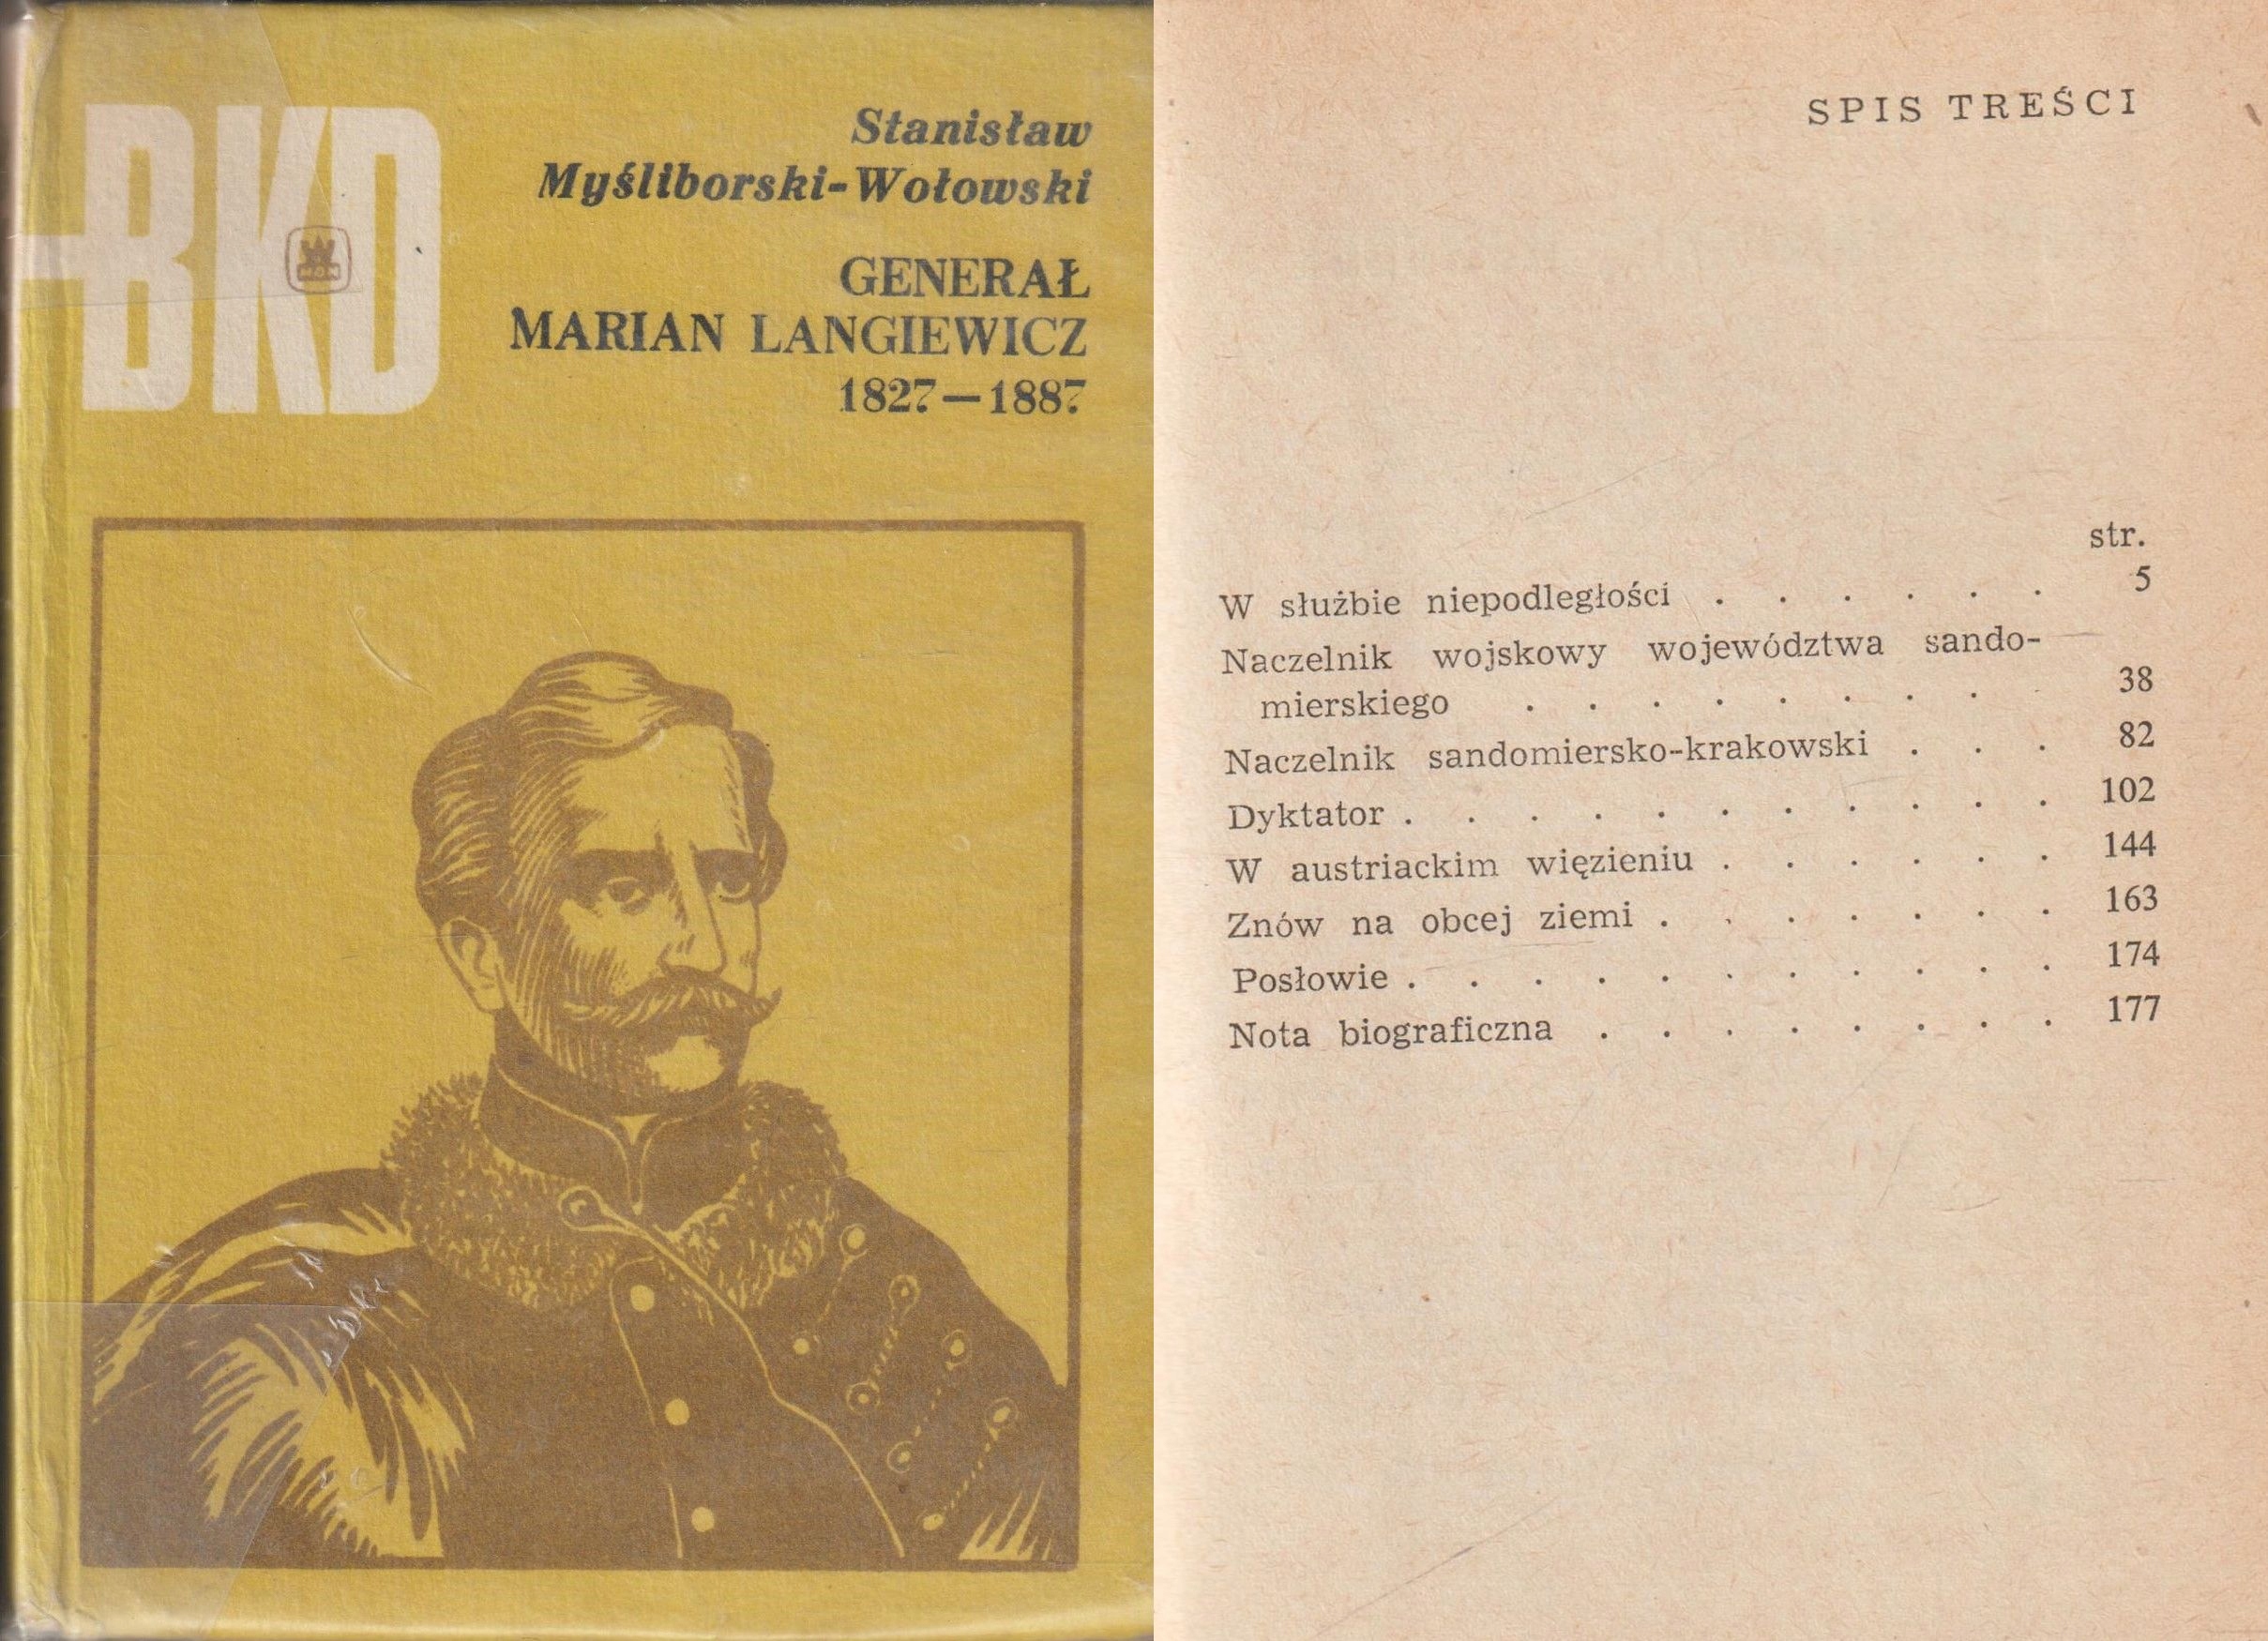 BKD
MON
Stanisław
Myśliborski-Wołowski
GENERAŁ
MARIAN LANGIEWICZ
1827—1887
SPIS TREŚCI
str.
W służbie niepodległości . . . . . . 5
Naczelnik wojskowy województwa sando-
mierskiego . . . . . . . . 38
Naczelnik sandomiersko-krakowski . . . 82
Dyktator . . . . . . . . . . . 102
W austriackim więzieniu . . . . . . 144
Znów na obcej ziemi . . . . . . . 163
Posłowie . . . . . . . . . . . 174
Nota biograficzna . . . . . . . . 177